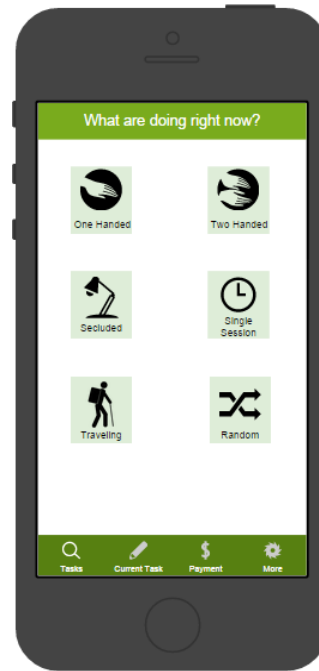 What are doing right now?
One Handed
Two Handed
Secluded
Single
Session
Traveling
Random
Tasks
Current Task
Payment
More